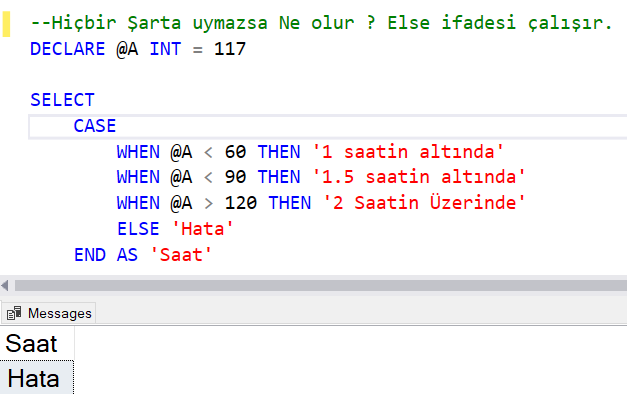 --Hiçbir Şarta uymazsa Ne olur ? Else ifadesi çalışır.
DECLARE @A INT = 117
SELECT
CASE
WHEN @A < 60 THEN '1 saatin altında'
WHEN @A < 90 THEN '1.5 saatin altında'
WHEN @A > 120 THEN '2 Saatin Üzerinde'
ELSE 'Hata'
END AS 'Saat'
Messages
Saat
Hata